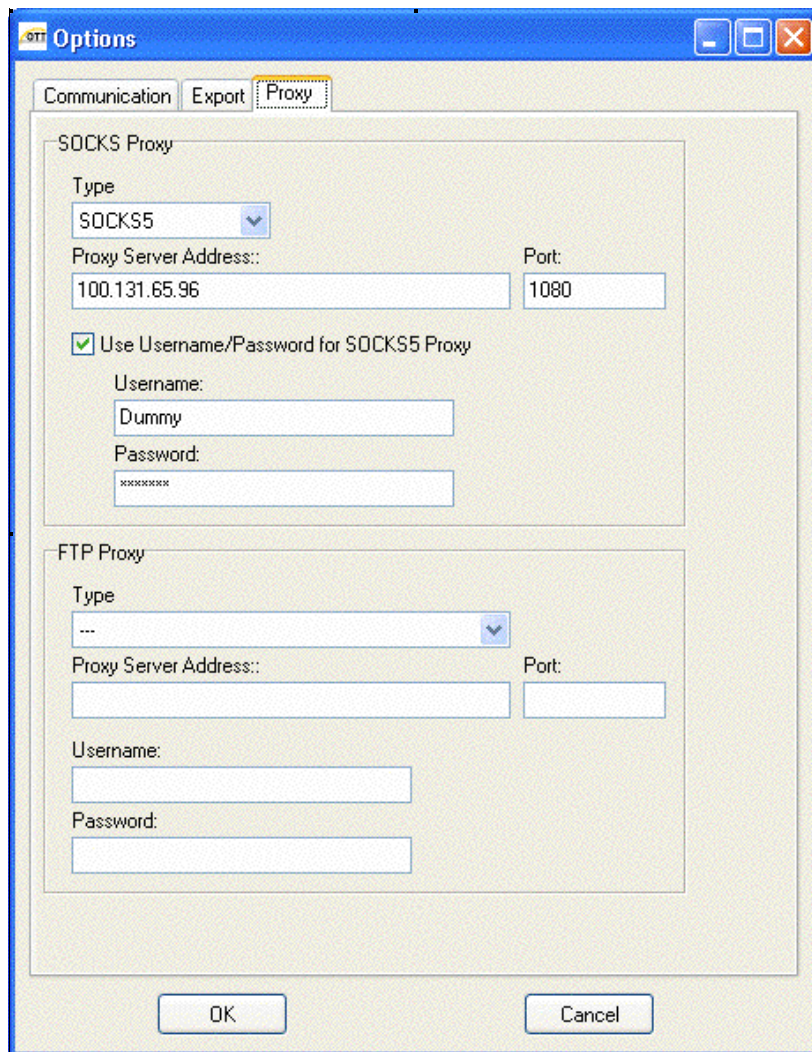 OTT Options
Communication Export Proxy
SOCKS Proxy
Type
SOCKS5
Proxy Server Address:: Port:
100.131.65.96 1080
Use Username/Password for SOCKS5 Proxy
Username:
Dummy
Password:
*******
FTP Proxy
Type
---
Proxy Server Address:: Port:
Username:
Password:
OK Cancel